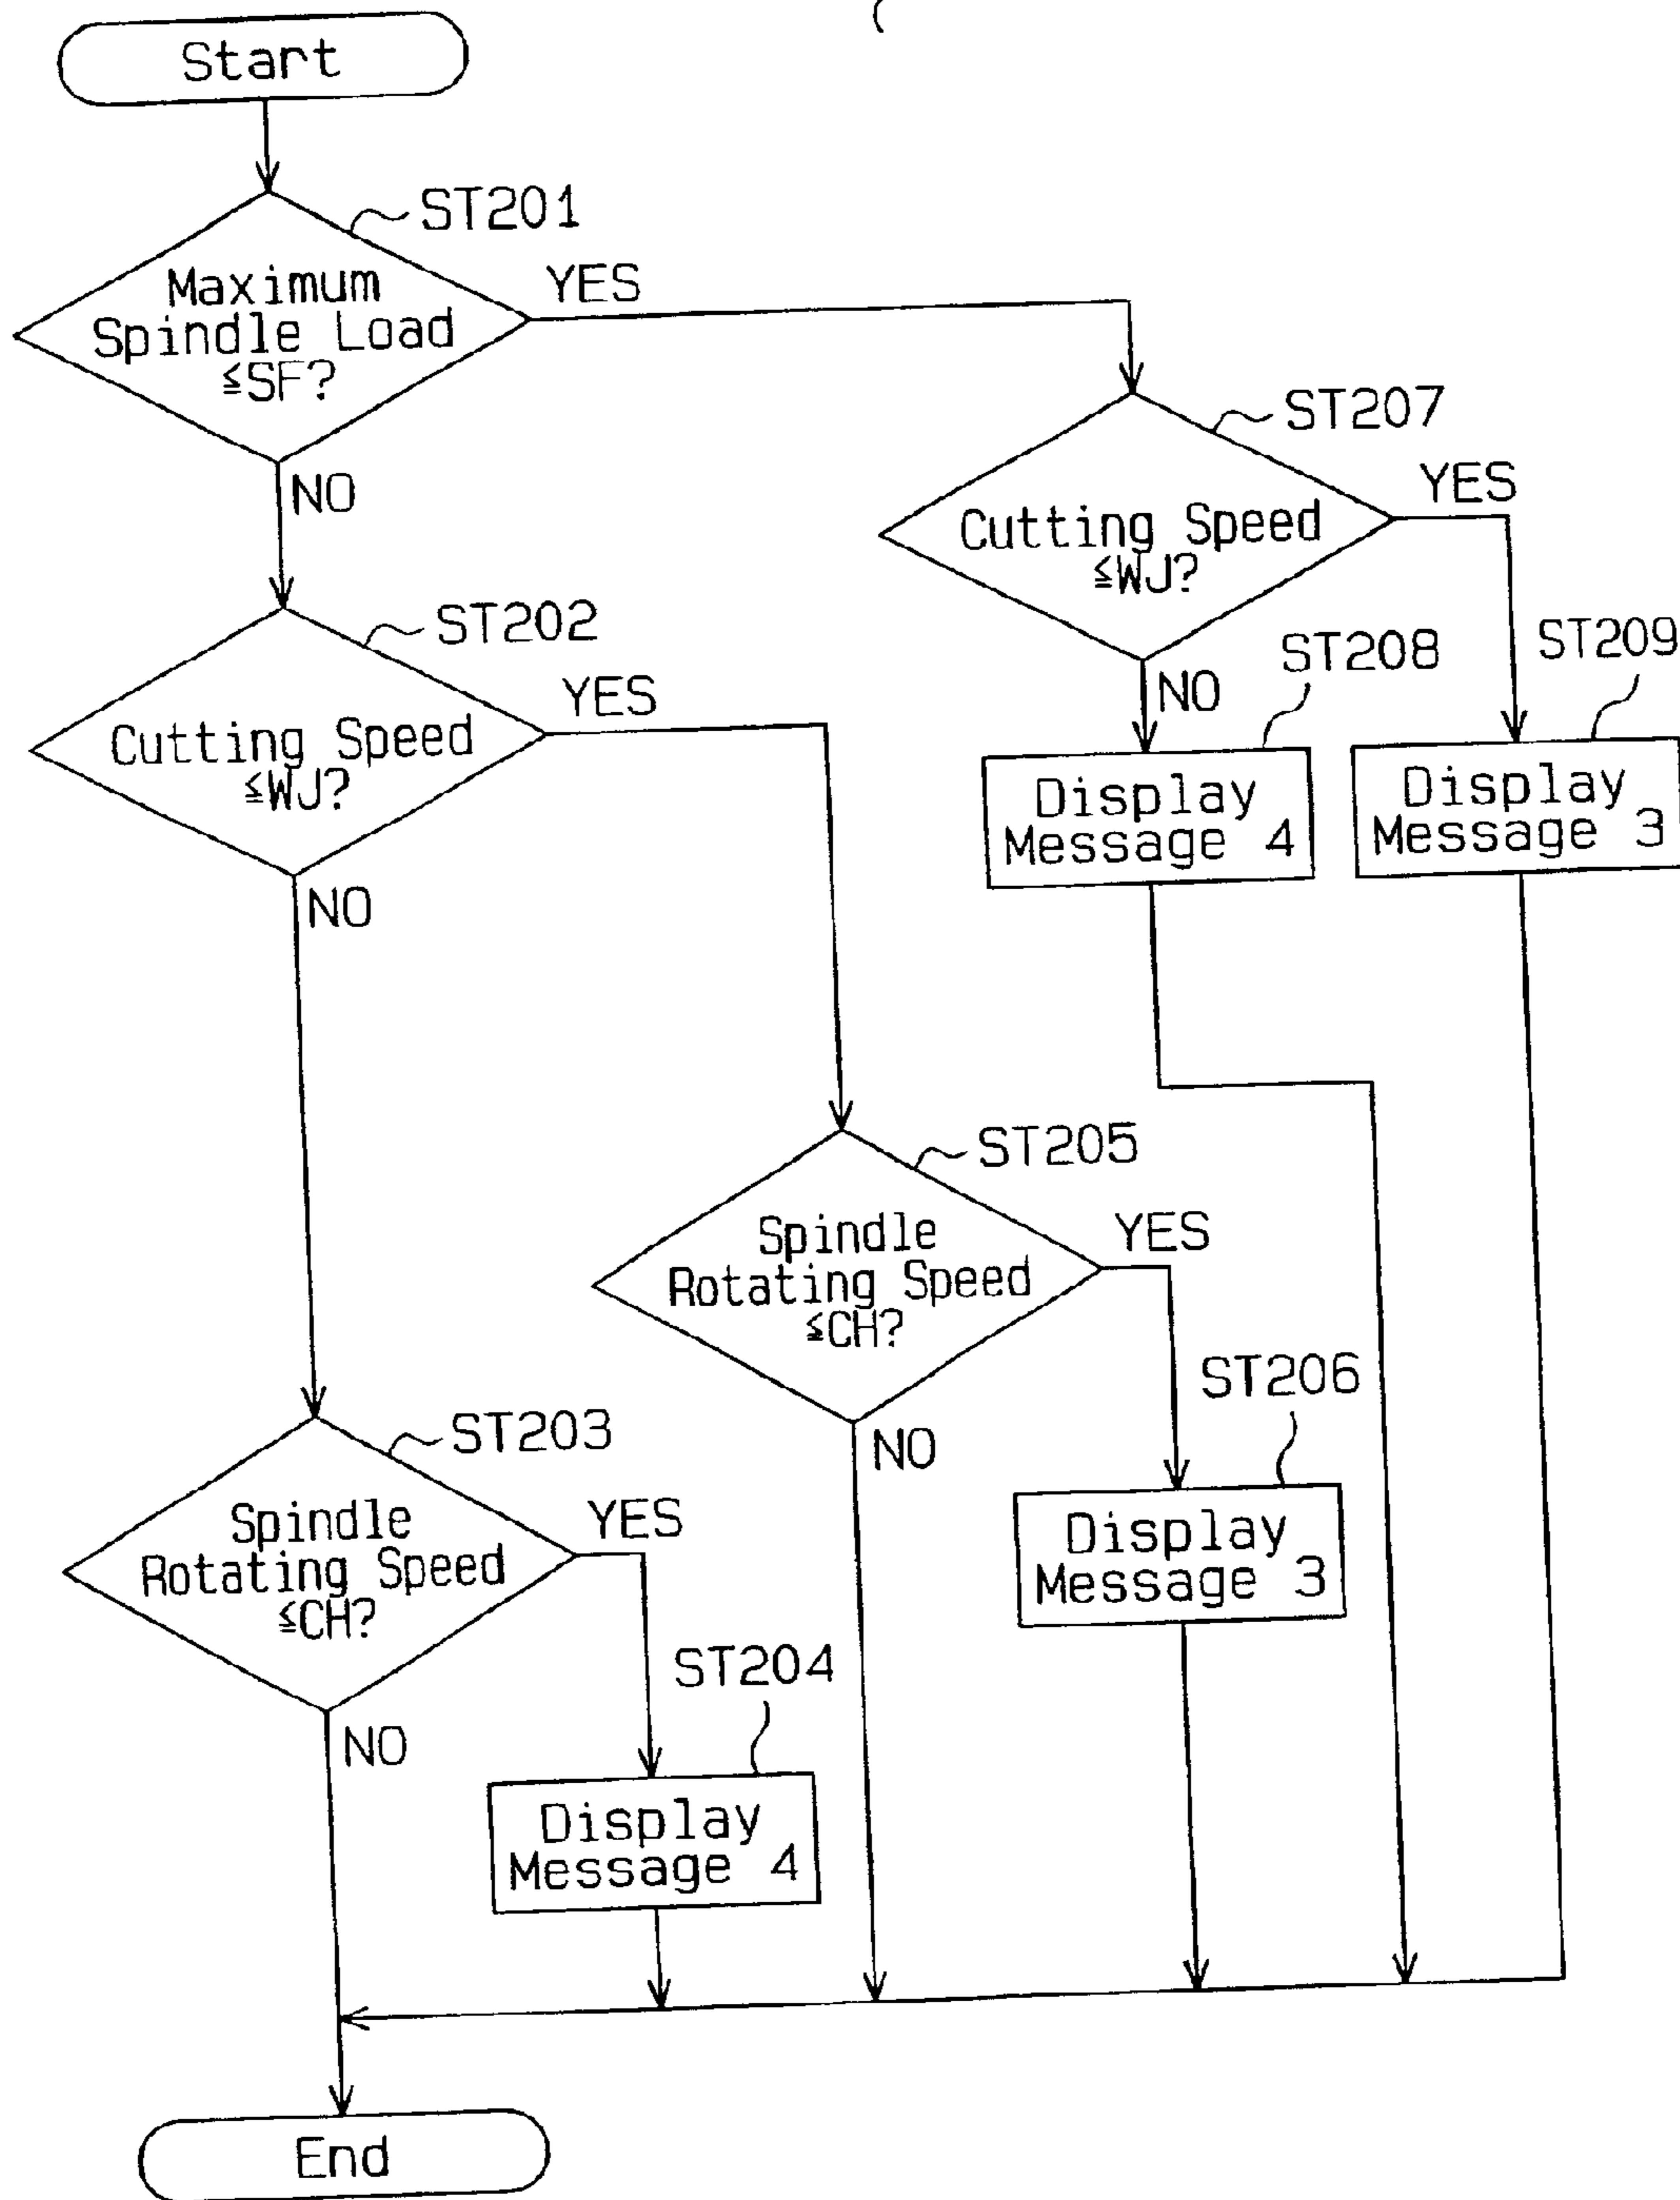 Start
ST201
Maximum
Spindle Load
≦SF?
YES
NO
ST207
Cutting Speed
≦WJ?
YES
NO
ST202
Cutting Speed
≦WJ?
YES
NO
ST208
Display
Message 4
ST209
Display
Message 3
ST205
Spindle
Rotating Speed
≦CH?
YES
NO
ST206
Display
Message 3
ST203
Spindle
Rotating Speed
≦CH?
YES
NO
ST204
Display
Message 4
End